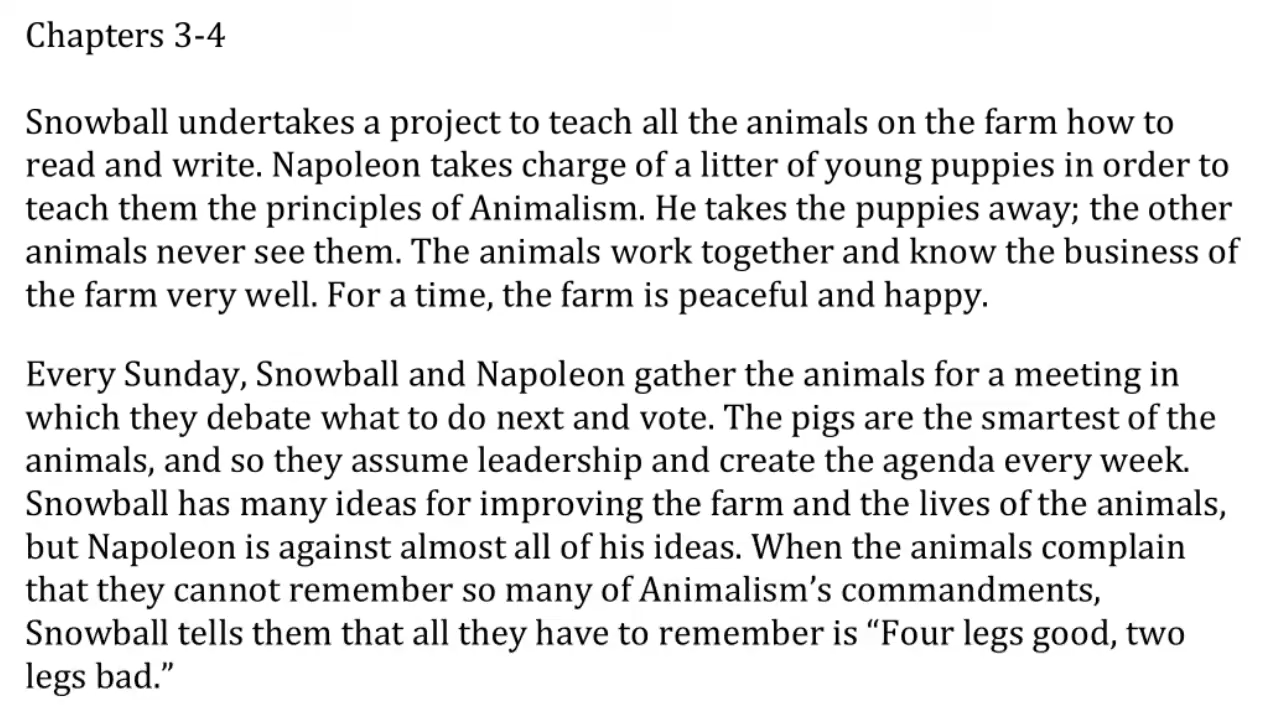 Chapters 3-4
Snowball undertakes a project to teach all the animals on the farm how to
read and write. Napoleon takes charge of a litter of young puppies in order to
teach them the principles of Animalism. He takes the puppies away; the other
animals never see them. The animals work together and know the business of
the farm very well. For a time, the farm is peaceful and happy.
Every Sunday, Snowball and Napoleon gather the animals for a meeting in
which they debate what to do next and vote. The pigs are the smartest of the
animals, and so they assume leadership and create the agenda every week.
Snowball has many ideas for improving the farm and the lives of the animals,
but Napoleon is against almost all of his ideas. When the animals complain
that they cannot remember so many of Animalism’s commandments,
Snowball tells them that all they have to remember is “Four legs good, two
legs bad.”